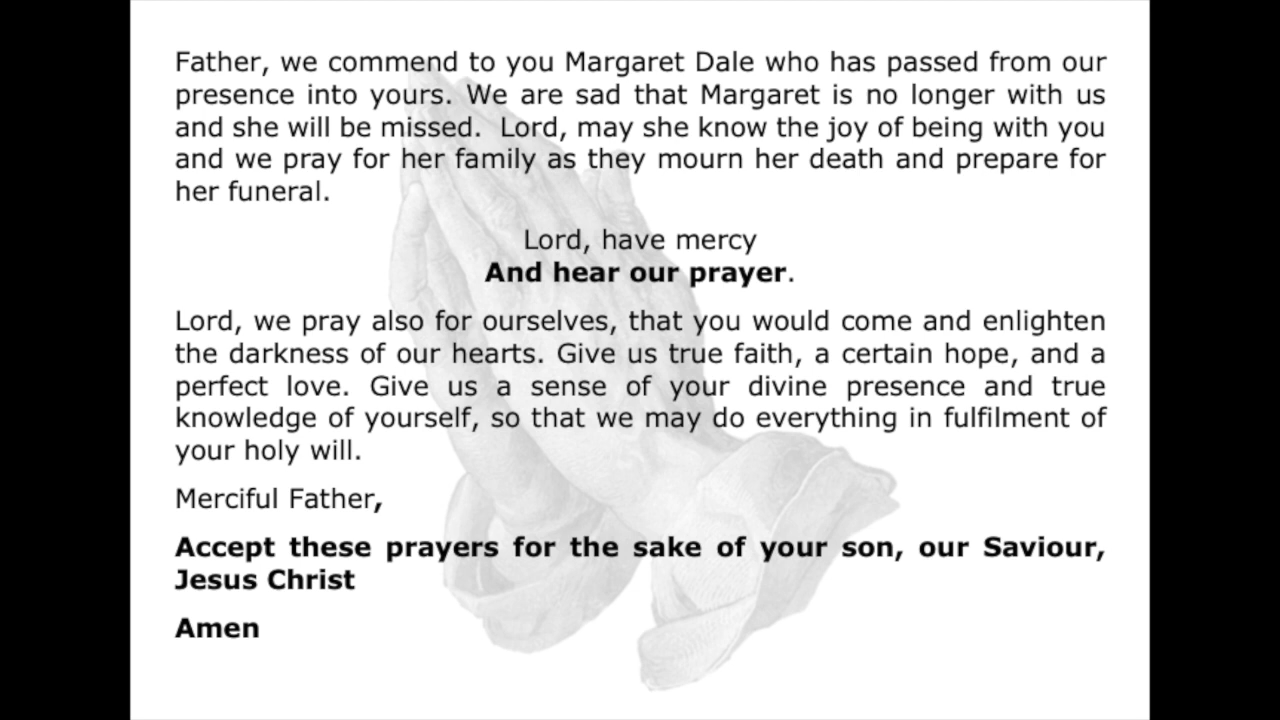 Father, we commend to you Margaret Dale who has passed from our
presence into yours. We are sad that Margaret is no longer with us
and she will be missed.  Lord, may she know the joy of being with you
and we pray for her family as they mourn her death and prepare for
her funeral.
Lord, have mercy
And hear our prayer.
Lord, we pray also for ourselves, that you would come and enlighten
the darkness of our hearts. Give us true faith, a certain hope, and a
perfect love. Give us a sense of your divine presence and true
knowledge of yourself, so that we may do everything in fulfilment of
your holy will.
Merciful Father,
Accept these prayers for the sake of your son, our Saviour,
Jesus Christ
Amen